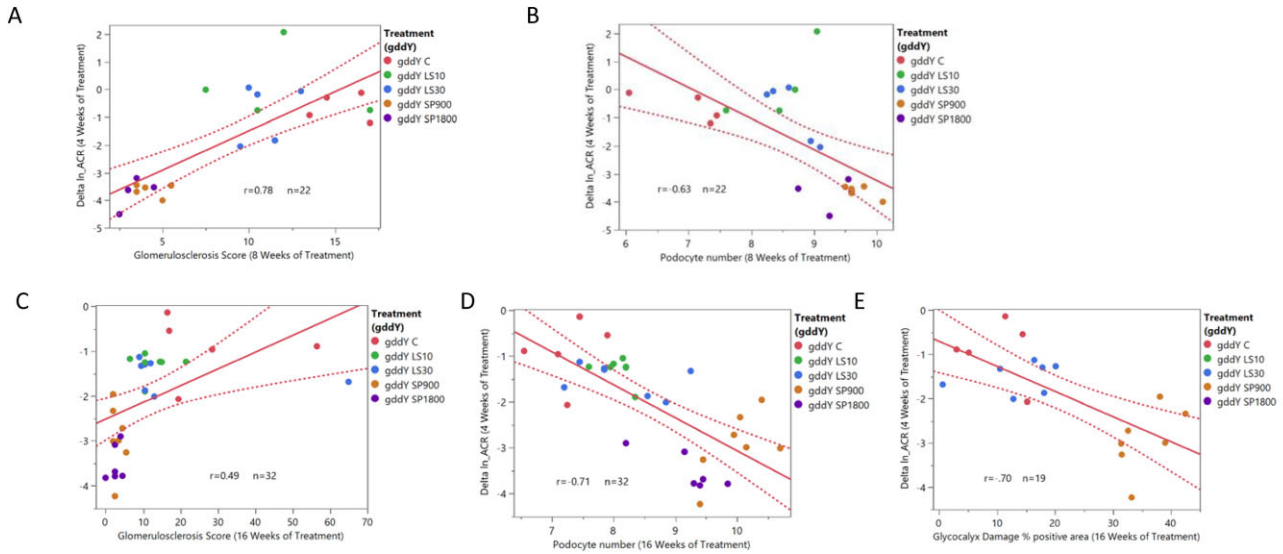 A
Treatment
(gddY)
gddY C
gddY LS10
gddY LS30
gddY SP900
gddY SP1800
Delta ln_ACR (4 Weeks of Treatment)
2
1
0
-1
-2
-3
-4
-5
r=0.78 n=22
5 10 15
Glomerulosclerosis Score (8 Weeks of Treatment)
B
Treatment
(gddY)
gddY C
gddY LS10
gddY LS30
gddY SP900
gddY SP1800
Delta ln_ACR (4 Weeks of Treatment)
2
1
0
-1
-2
-3
-4
-5
r=-0.63 n=22
6 7 8 9 10
Podocyte number (8 Weeks of Treatment)
C
Treatment
(gddY)
gddY C
gddY LS10
gddY LS30
gddY SP900
gddY SP1800
Delta ln_ACR (4 Weeks of Treatment)
0
-1
-2
-3
-4
r=0.49 n=32
0 10 20 30 40 50 60 70
Glomerulosclerosis Score (16 Weeks of Treatment)
D
Treatment
(gddY)
gddY C
gddY LS10
gddY LS30
gddY SP900
gddY SP1800
Delta ln_ACR (4 Weeks of Treatment)
0
-1
-2
-3
-4
r=-0.71 n=32
7 8 9 10
Podocyte number (16 Weeks of Treatment)
E
Treatment
(gddY)
gddY C
gddY LS30
gddY SP900
Delta ln_ACR (4 Weeks of Treatment)
0
-1
-2
-3
-4
r=-.70 n=19
0 10 20 30 40
Glycocalyx Damage % positive area (16 Weeks of Treatment)